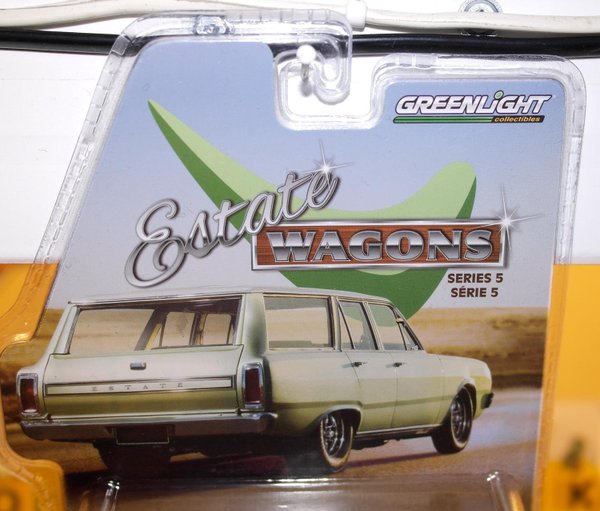 GREENLiGHT
collectibles
Estate
WAGONS
SERIES 5
SÉRIE 5
ESTATE